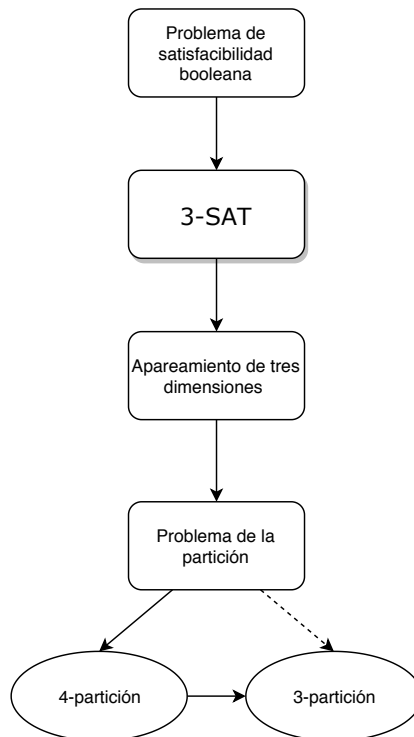 Problema de
satisfacibilidad
booleana
3-SAT
Apareamiento de tres
dimensiones
Problema de la
partición
4-partición
3-partición